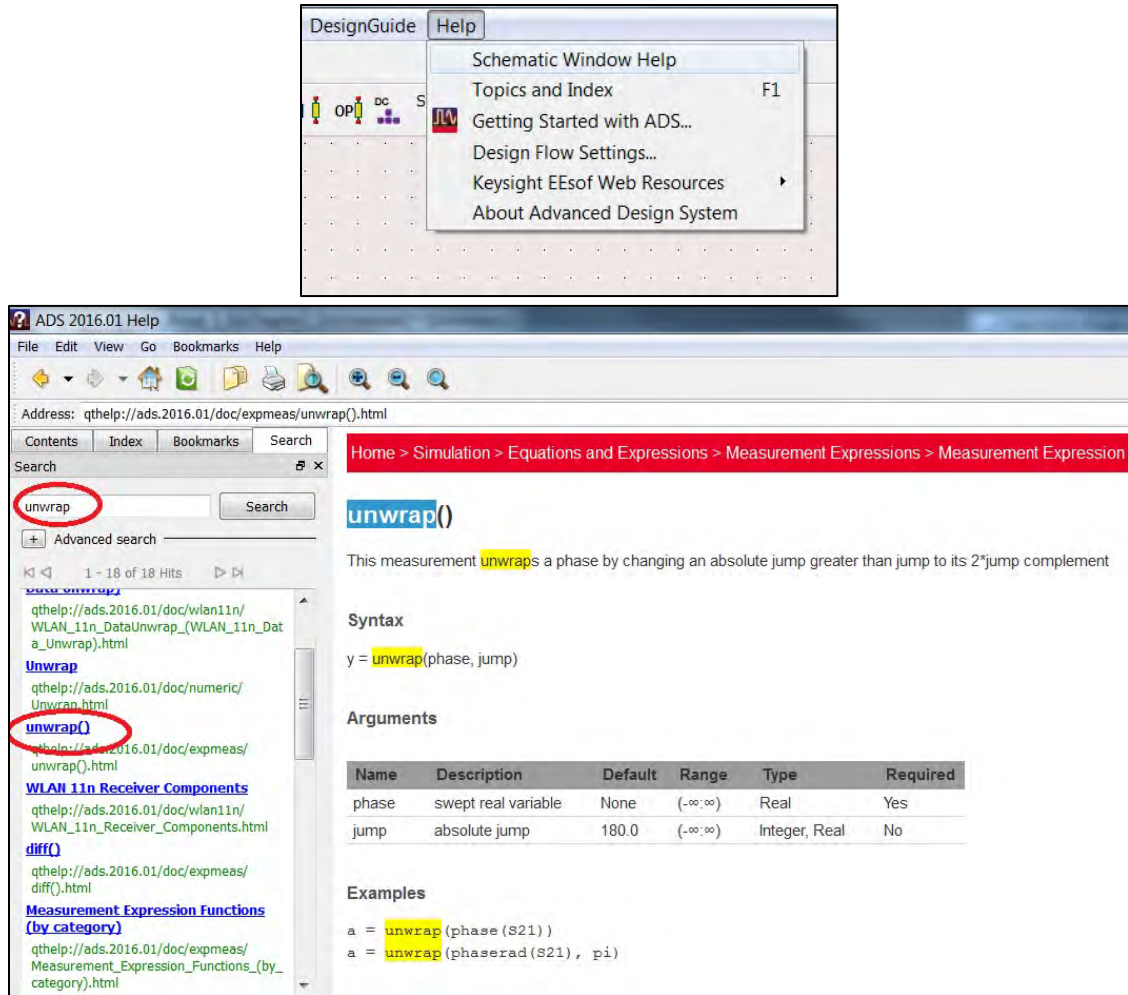 DesignGuide Help
Schematic Window Help
Topics and Index F1
Getting Started with ADS...
Design Flow Settings...
Keysight EEsof Web Resources
About Advanced Design System
OP DC S
ADS 2016.01 Help
File Edit View Go Bookmarks Help
Address: qthelp://ads.2016.01/doc/expmeas/unwrap().html
Contents Index Bookmarks Search
Search
unwrap Search
+ Advanced search
1 - 18 of 18 Hits
Data Unwrap)
qthelp://ads.2016.01/doc/wlan11n/
WLAN_11n_DataUnwrap_(WLAN_11n_Dat
a_Unwrap).html
Unwrap
qthelp://ads.2016.01/doc/numeric/
Unwrap.html
unwrap()
qthelp://ads.2016.01/doc/expmeas/
unwrap().html
WLAN 11n Receiver Components
qthelp://ads.2016.01/doc/wlan11n/
WLAN_11n_Receiver_Components.html
diff()
qthelp://ads.2016.01/doc/expmeas/
diff().html
Measurement Expression Functions
(by category)
qthelp://ads.2016.01/doc/expmeas/
Measurement_Expression_Functions_(by_
category).html
Home > Simulation > Equations and Expressions > Measurement Expressions > Measurement Expression
unwrap()
This measurement unwraps a phase by changing an absolute jump greater than jump to its 2*jump complement
Syntax
y = unwrap(phase, jump)
Arguments
Name Description Default Range Type Required
phase swept real variable None (-∞:∞) Real Yes
jump absolute jump 180.0 (-∞:∞) Integer, Real No
Examples
a = unwrap(phase(S21))
a = unwrap(phaserad(S21), pi)